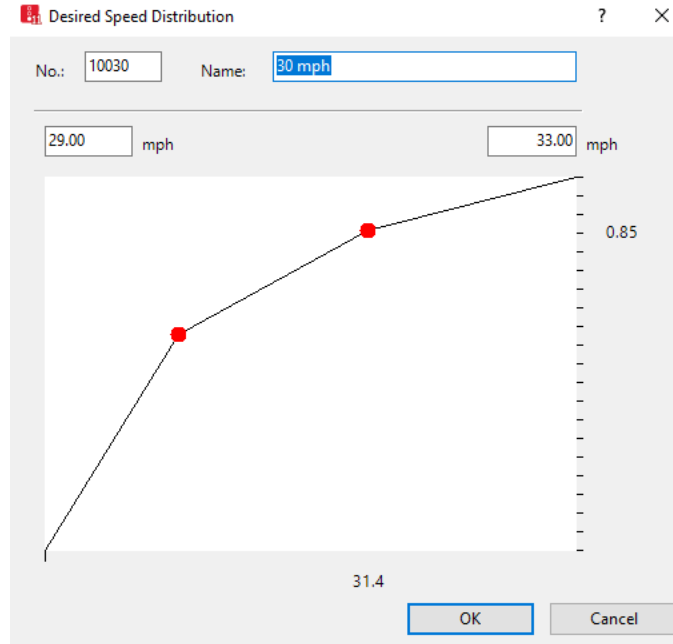 Desired Speed Distribution ? X
No.: 10030 Name: 30 mph
29.00 mph 33.00 mph
0.85
31.4
OK Cancel